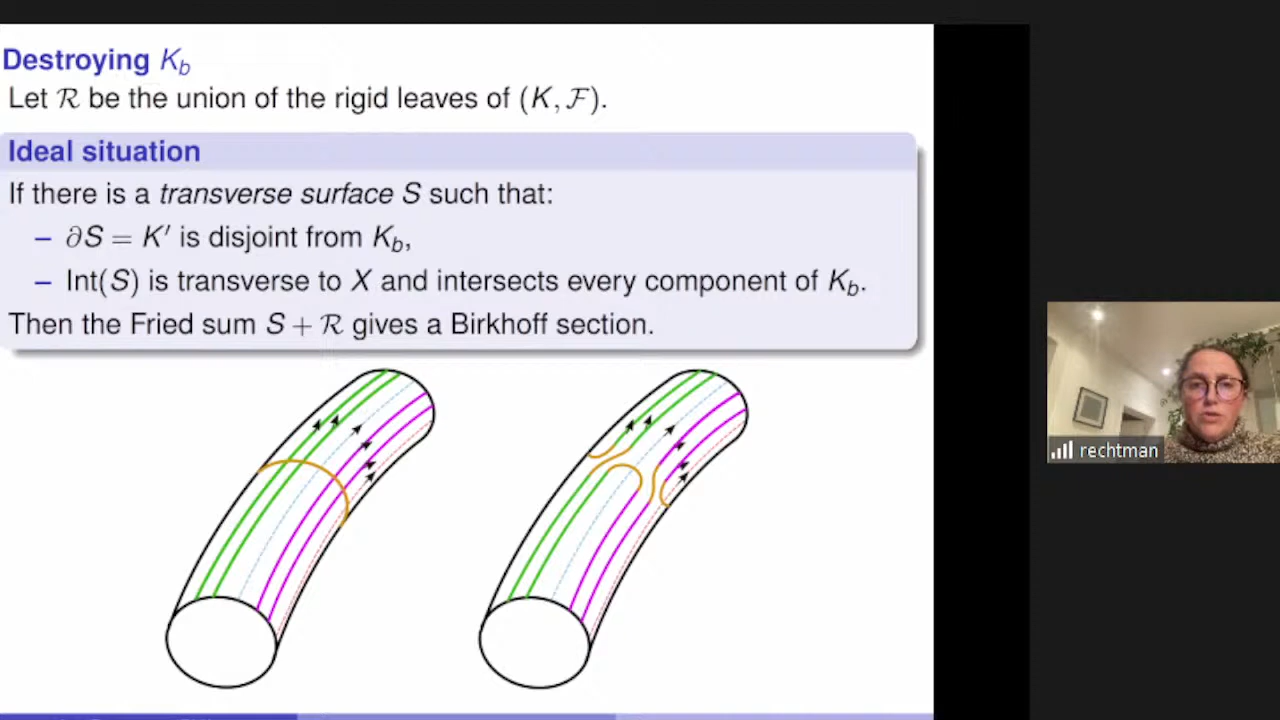 Destroying K_b
Let ℛ be the union of the rigid leaves of (K, ℱ).
Ideal situation
If there is a transverse surface S such that:
– ∂S = K′ is disjoint from K_b,
– Int(S) is transverse to X and intersects every component of K_b.
Then the Fried sum S + ℛ gives a Birkhoff section.
rechtman